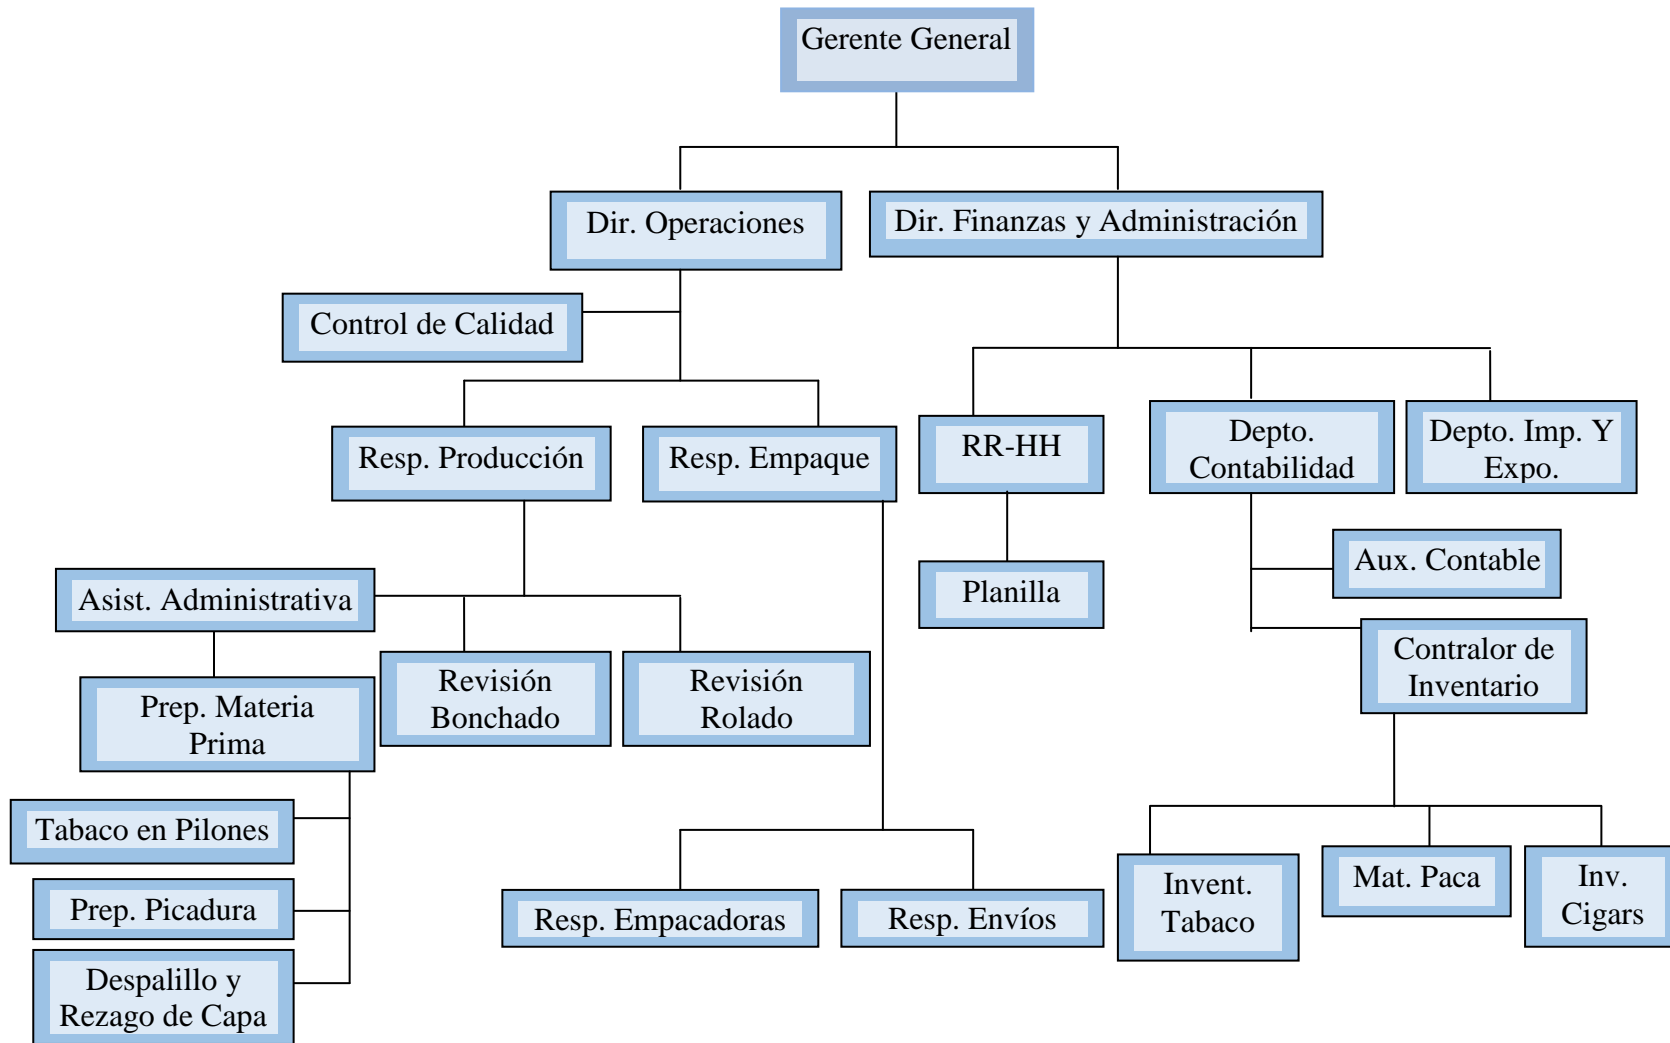 Gerente General
Dir. Operaciones
Dir. Finanzas y Administración
Control de Calidad
Resp. Producción
Resp. Empaque
RR-HH
Depto.
Contabilidad
Depto. Imp. Y
Expo.
Aux. Contable
Asist. Administrativa
Planilla
Contralor de
Inventario
Revisión
Bonchado
Revisión
Rolado
Prep. Materia
Prima
Tabaco en Pilones
Prep. Picadura
Despalillo y
Rezago de Capa
Resp. Empacadoras
Resp. Envíos
Invent.
Tabaco
Mat. Paca
Inv.
Cigars